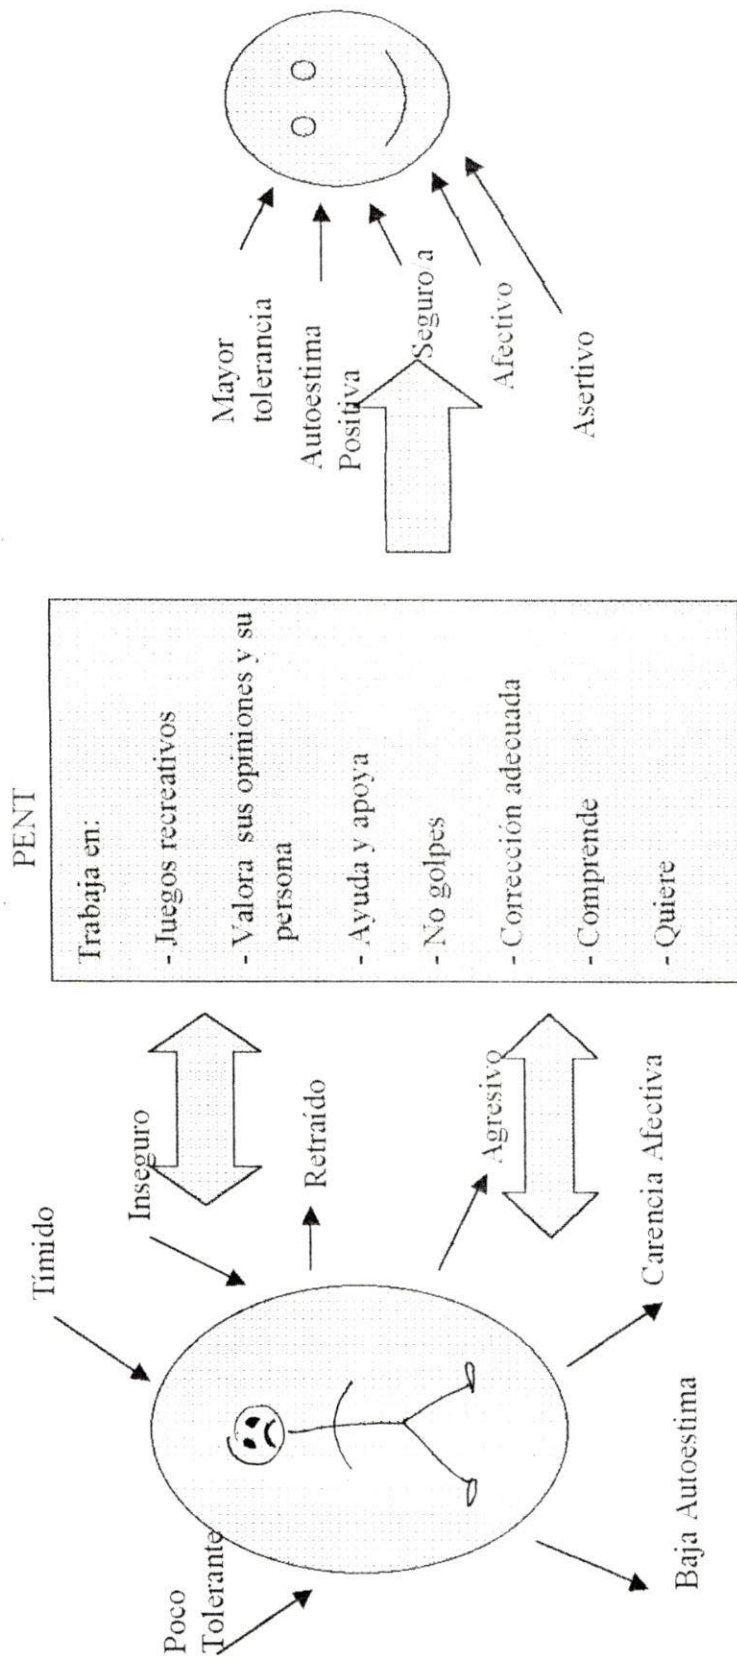 PENT
Tímido
Inseguro
Poco
Tolerante
Retraído
Agresivo
Baja Autoestima
Carencia Afectiva
Trabaja en:
- Juegos recreativos
- Valora sus opiniones y su
persona
- Ayuda y apoya
- No golpes
- Corrección adecuada
- Comprende
- Quiere
Mayor
tolerancia
Autoestima
Positiva
Seguro/a
Afectivo
Asertivo